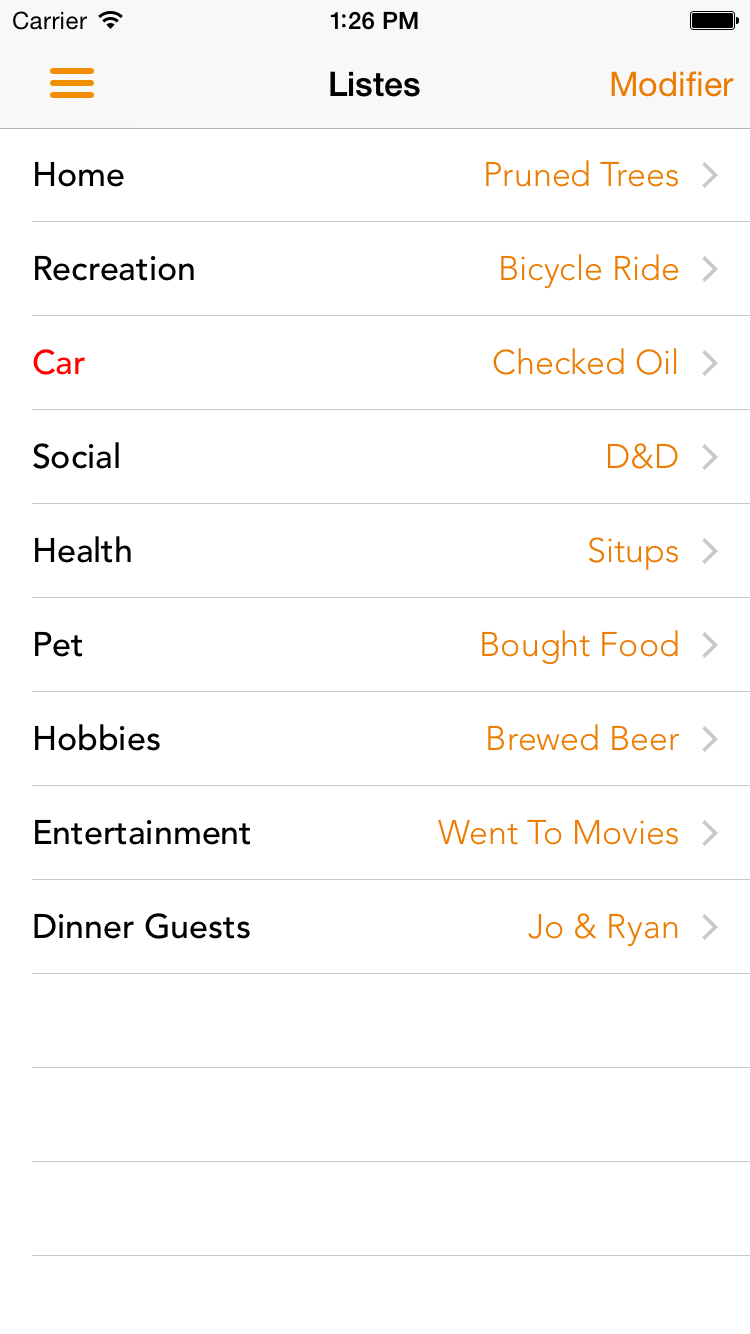 Carrier 1:26 PM
Listes Modifier
Home Pruned Trees
Recreation Bicycle Ride
Car Checked Oil
Social D&D
Health Situps
Pet Bought Food
Hobbies Brewed Beer
Entertainment Went To Movies
Dinner Guests Jo & Ryan